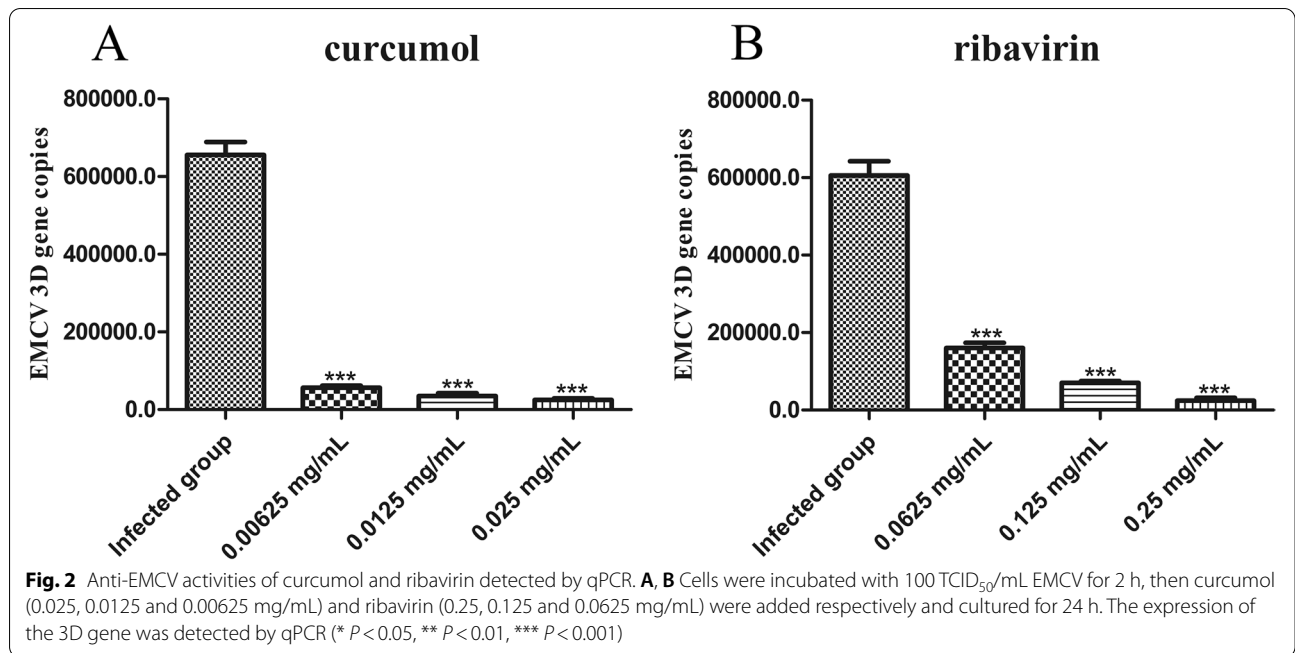 A
curcumol
800000.0
600000.0
400000.0
200000.0
0.0
EMCV 3D gene copies
***
***
***
Infected group
0.00625 mg/mL
0.0125 mg/mL
0.025 mg/mL
B
ribavirin
800000.0
600000.0
400000.0
200000.0
0.0
EMCV 3D gene copies
***
***
***
Infected group
0.0625 mg/mL
0.125 mg/mL
0.25 mg/mL
Fig. 2 Anti-EMCV activities of curcumol and ribavirin detected by qPCR. A, B Cells were incubated with 100 TCID50/mL EMCV for 2 h, then curcumol
(0.025, 0.0125 and 0.00625 mg/mL) and ribavirin (0.25, 0.125 and 0.0625 mg/mL) were added respectively and cultured for 24 h. The expression of
the 3D gene was detected by qPCR (* P < 0.05, ** P < 0.01, *** P < 0.001)